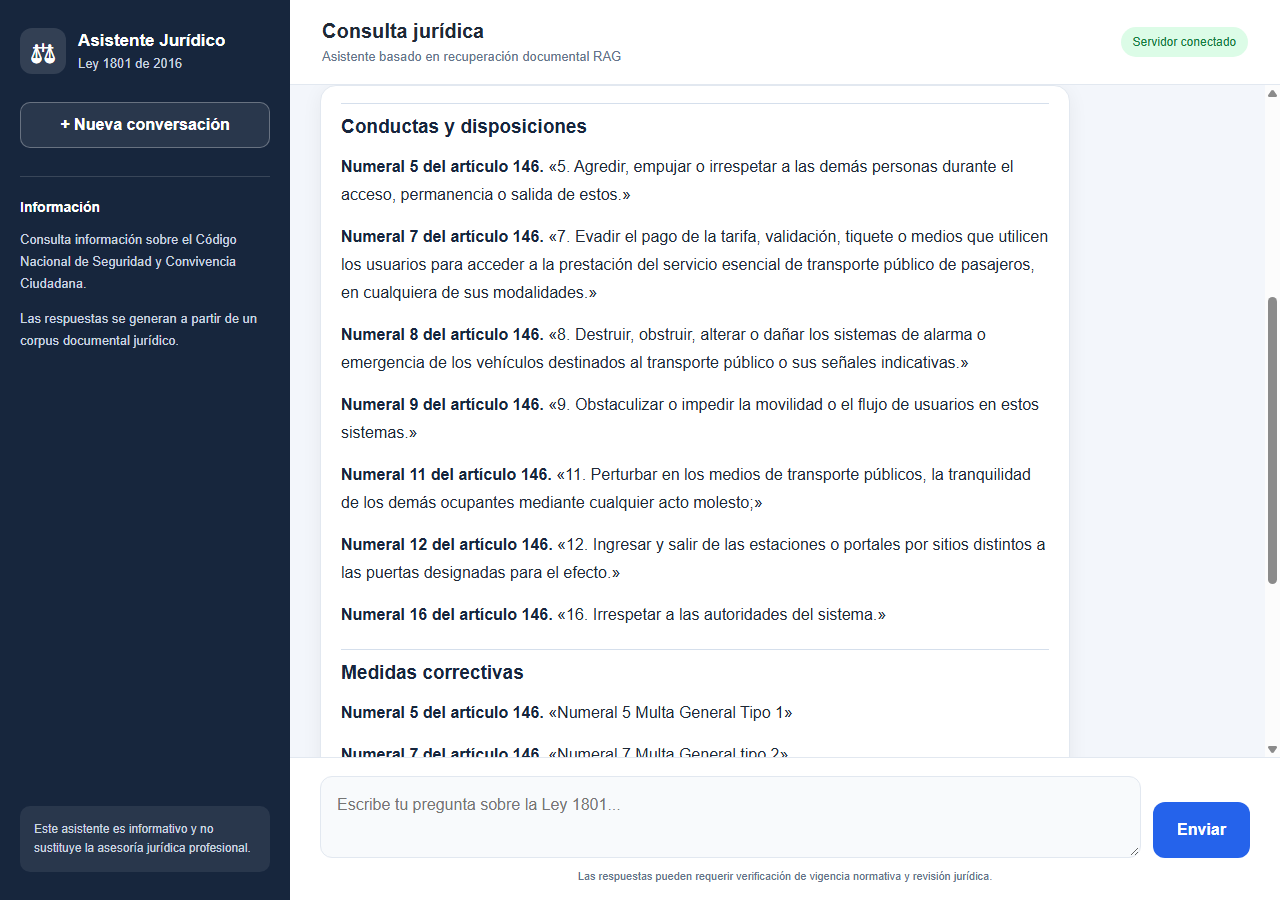 Asistente Jurídico
Ley 1801 de 2016
+ Nueva conversación
Información
Consulta información sobre el Código
Nacional de Seguridad y Convivencia
Ciudadana.
Las respuestas se generan a partir de un
corpus documental jurídico.
Este asistente es informativo y no
sustituye la asesoría jurídica profesional.
Consulta jurídica
Asistente basado en recuperación documental RAG
Servidor conectado
Conductas y disposiciones
Numeral 5 del artículo 146. «5. Agredir, empujar o irrespetar a las demás personas durante el
acceso, permanencia o salida de estos.»
Numeral 7 del artículo 146. «7. Evadir el pago de la tarifa, validación, tiquete o medios que utilicen
los usuarios para acceder a la prestación del servicio esencial de transporte público de pasajeros,
en cualquiera de sus modalidades.»
Numeral 8 del artículo 146. «8. Destruir, obstruir, alterar o dañar los sistemas de alarma o
emergencia de los vehículos destinados al transporte público o sus señales indicativas.»
Numeral 9 del artículo 146. «9. Obstaculizar o impedir la movilidad o el flujo de usuarios en estos
sistemas.»
Numeral 11 del artículo 146. «11. Perturbar en los medios de transporte públicos, la tranquilidad
de los demás ocupantes mediante cualquier acto molesto;»
Numeral 12 del artículo 146. «12. Ingresar y salir de las estaciones o portales por sitios distintos a
las puertas designadas para el efecto.»
Numeral 16 del artículo 146. «16. Irrespetar a las autoridades del sistema.»
Medidas correctivas
Numeral 5 del artículo 146. «Numeral 5 Multa General Tipo 1»
Numeral 7 del artículo 146. «Numeral 7 Multa General tipo 2»
Escribe tu pregunta sobre la Ley 1801...
Enviar
Las respuestas pueden requerir verificación de vigencia normativa y revisión jurídica.